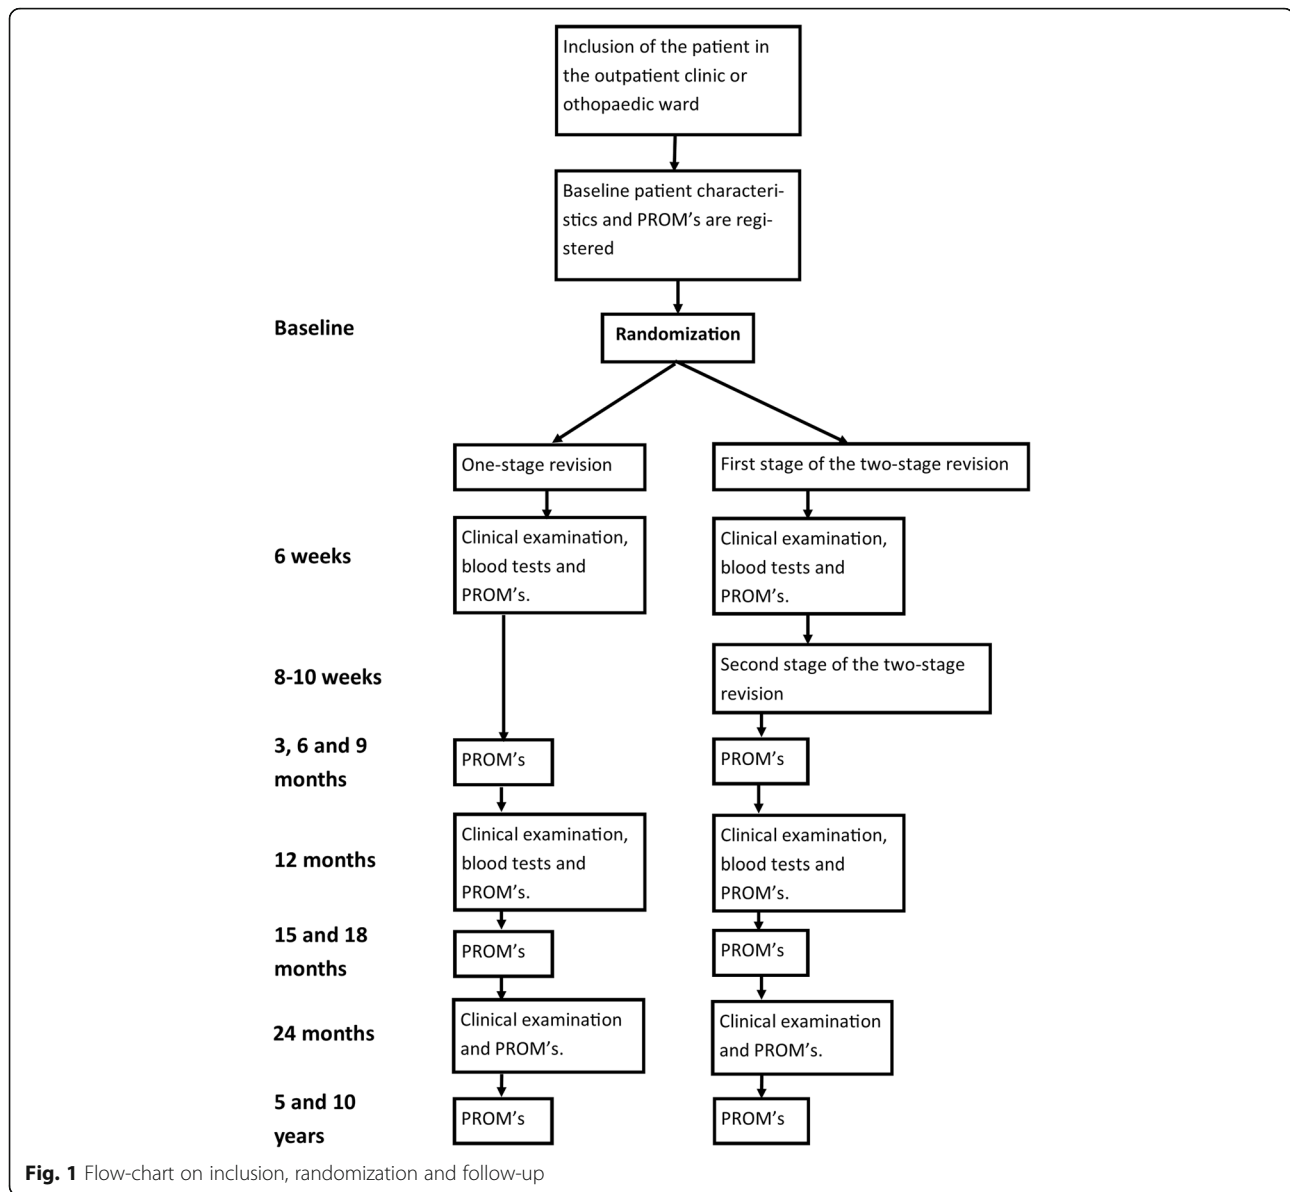 Inclusion of the patient in
the outpatient clinic or
othopaedic ward
Baseline patient characteri-
stics and PROM's are regi-
stered
Baseline
Randomization
One-stage revision
First stage of the two-stage revision
6 weeks
Clinical examination,
blood tests and
PROM's.
Clinical examination,
blood tests and
PROM's.
8-10 weeks
Second stage of the two-stage
revision
3, 6 and 9
months
PROM's
PROM's
12 months
Clinical examination,
blood tests and
PROM's.
Clinical examination,
blood tests and
PROM's.
15 and 18
months
PROM's
PROM's
24 months
Clinical examination
and PROM's.
Clinical examination
and PROM's.
5 and 10
years
PROM's
PROM's
Fig. 1 Flow-chart on inclusion, randomization and follow-up